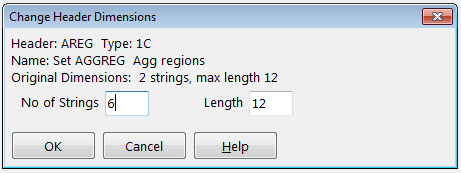 Change Header Dimensions
Header: AREG Type: 1C
Name: Set AGGREG Agg regions
Original Dimensions: 2 strings, max length 12
No of Strings 6 Length 12
OK Cancel Help